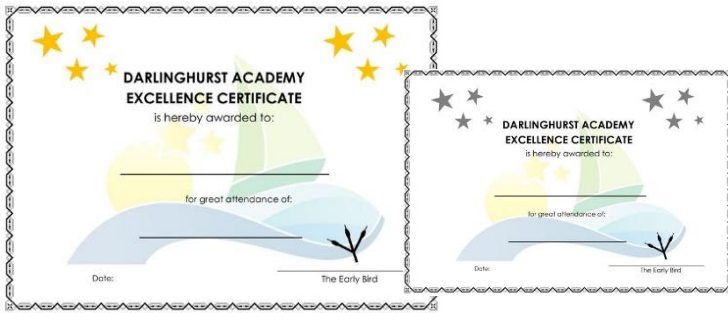 DARLINGHURST ACADEMY
EXCELLENCE CERTIFICATE
is hereby awarded to:
for great attendance of:
Date:
The Early Bird
DARLINGHURST ACADEMY
EXCELLENCE CERTIFICATE
is hereby awarded to:
for great attendance of:
Date:
The Early Bird